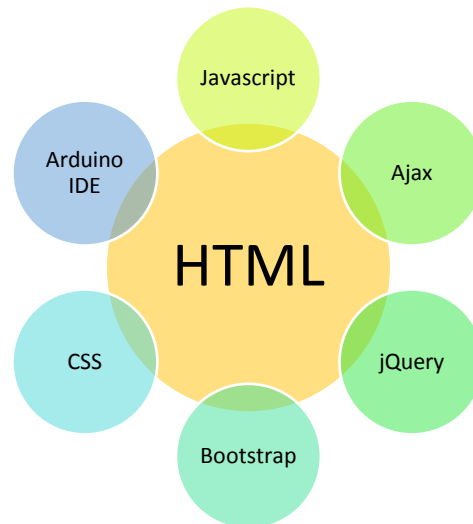 Javascript
Arduino
IDE
Ajax
HTML
CSS
jQuery
Bootstrap